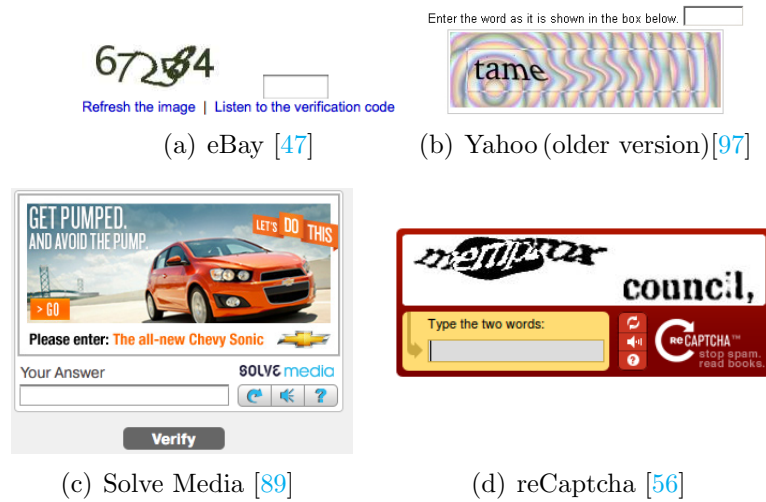 Enter the word as it is shown in the box below.
tame
Refresh the image | Listen to the verification code
(a) eBay [47]
(b) Yahoo (older version)[97]
GET PUMPED.
AND AVOID THE PUMP.
LET'S DO THIS
> GO
Please enter: The all-new Chevy Sonic
Your Answer
SOLVE media
?
Verify
(c) Solve Media [89]
council,
Type the two words:
?
reCAPTCHA™
stop spam.
read books.
(d) reCaptcha [56]